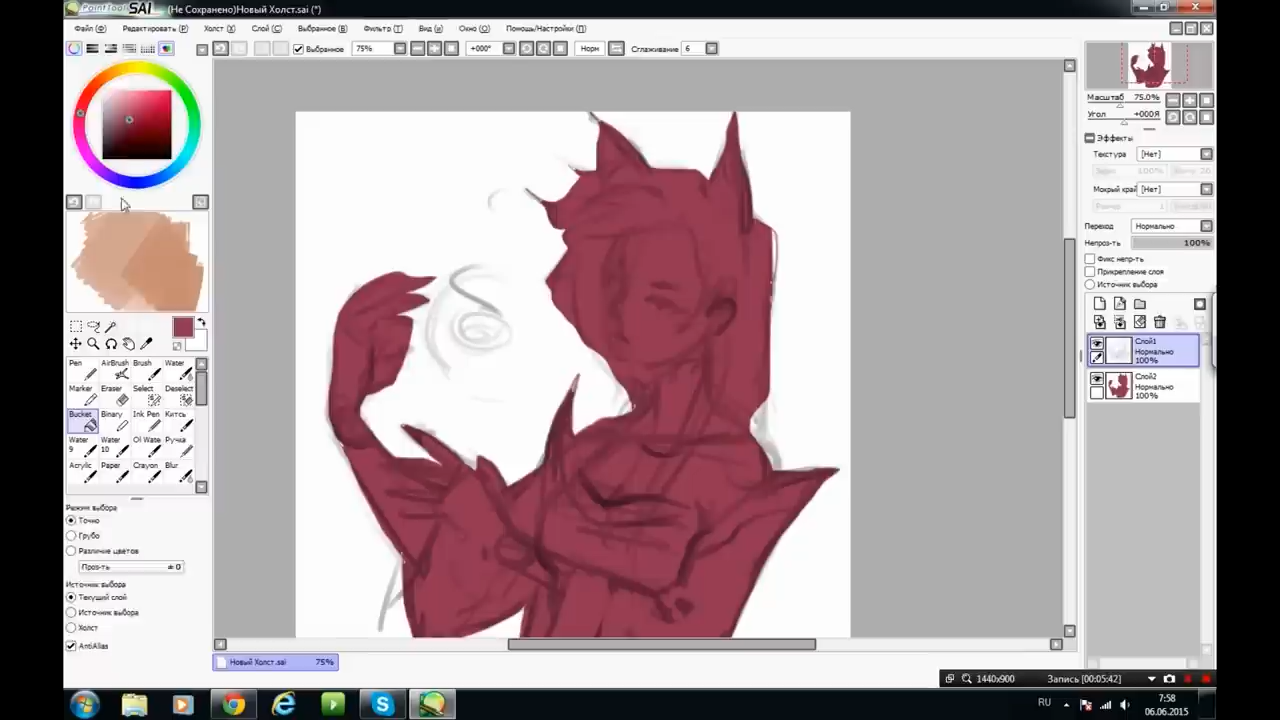 PaintTool SAI (Не Сохранено)Новый Холст.sai (*)
Файл (F) Редактировать (P) Холст (X) Слой (C) Выбранное (B) Фильтр (T) Вид (И) Окно (O) Помощь/Настройки (П)
Выбранное 75% +000° Норм Сглаживание 6
Масштаб 75.0%
Угол +000Я
Эффекты
Текстура [Нет]
100%
Мокрый край [Нет]
Переход Нормально
Непроз-ть 100%
Фикс непр-ть
Прикрепление слоя
Источник выбора
Слой1
Нормально
100%
Слой2
Нормально
100%
Pen AirBrush Brush Water
Marker Eraser Select Deselect
Bucket Binary Ink Pen Кисть
Water 9 Water 10 Ol Wate Ручка
Acrylic Paper Crayon Blur
Режим выбора
Точно
Грубо
Различие цветов
Проз-ть ± 0
Источник выбора
Текущий слой
Источник выбора
Холст
AntiAlias
Новый Холст.sai 75%
1440x900 Запись [00:05:42]
RU 7:58
06.06.2015